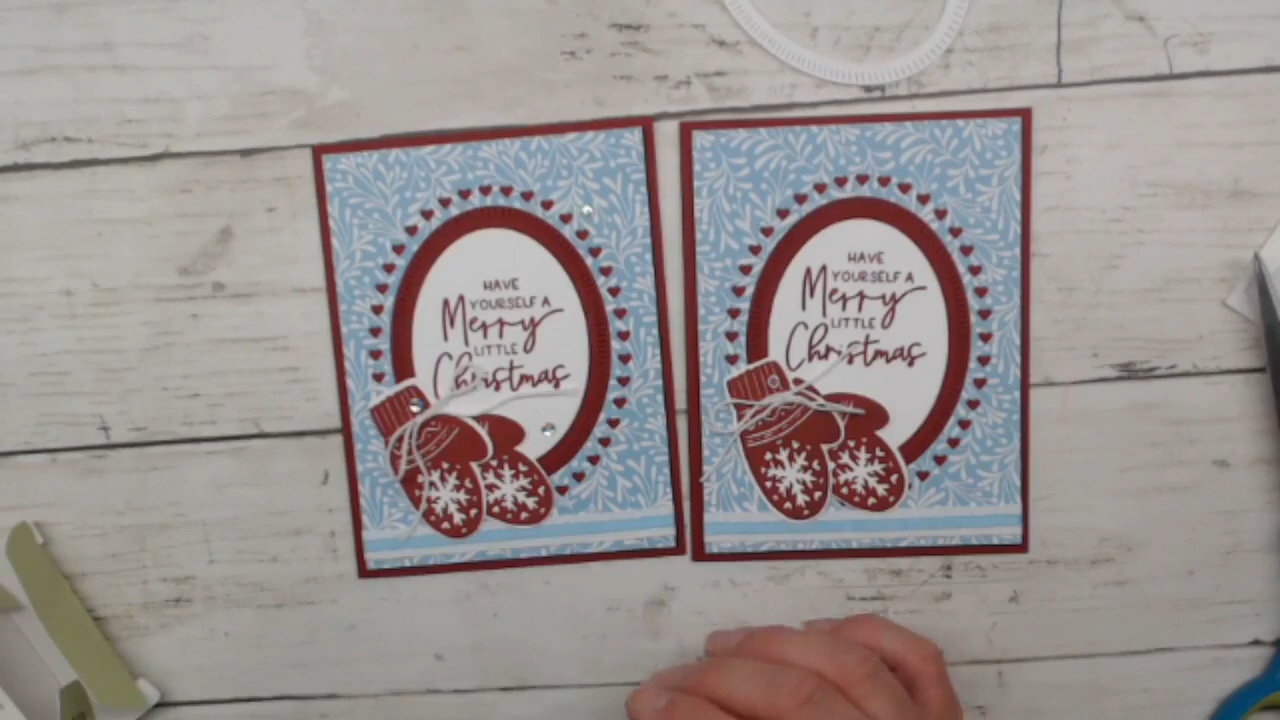 HAVE
YOURSELF A
Merry
LITTLE
Christmas
HAVE
YOURSELF A
Merry
LITTLE
Christmas